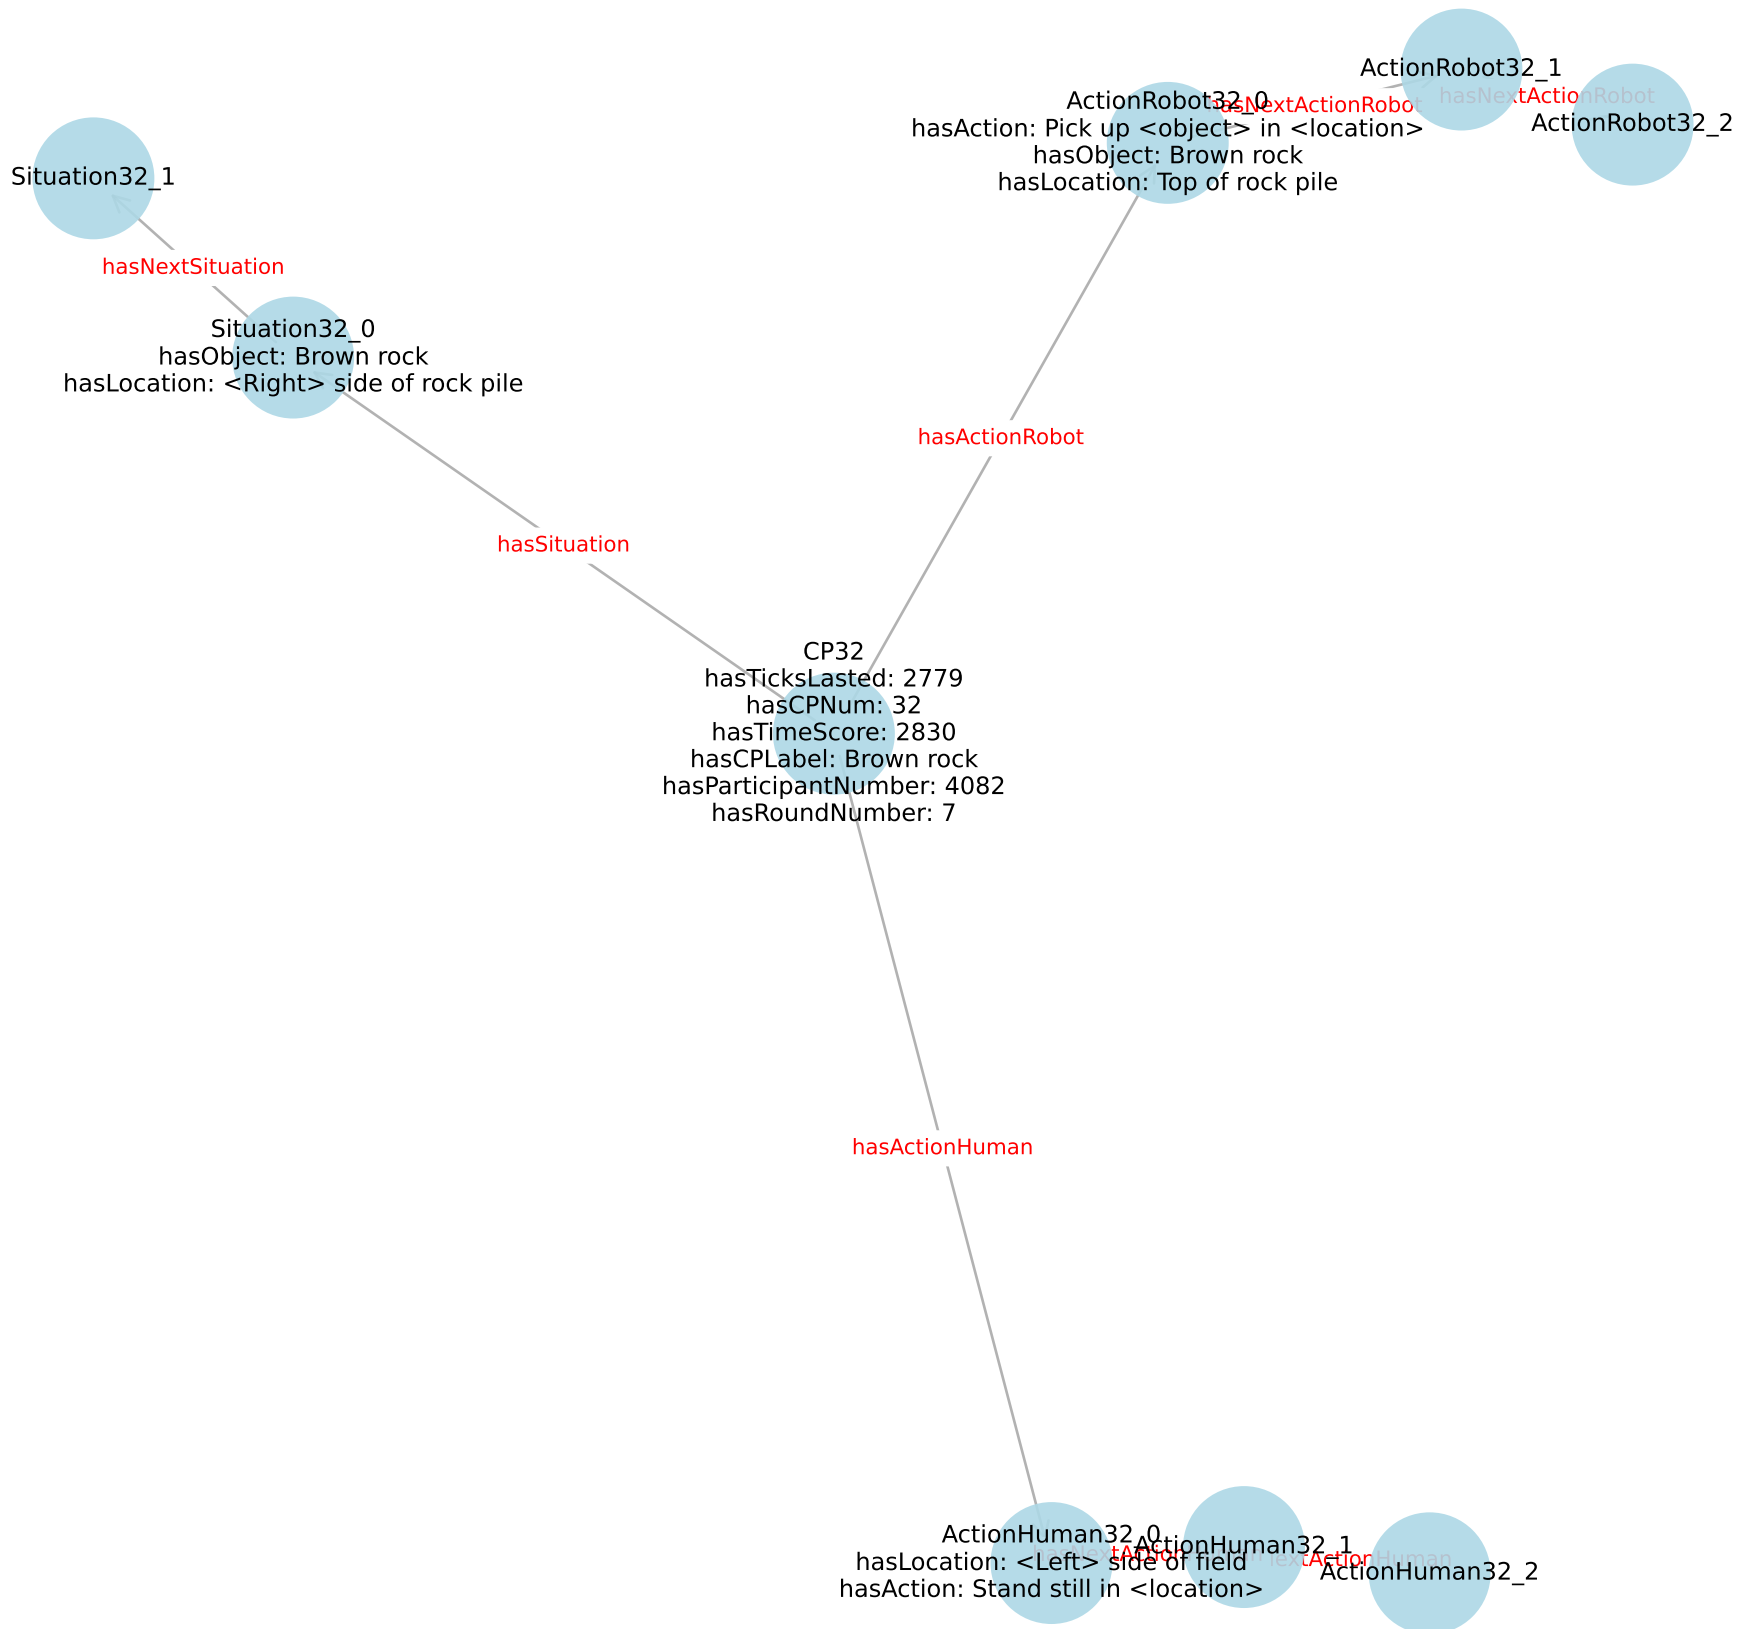 ActionRobot32_1
hasNextActionRobot
ActionRobot32_2
ActionRobot32_0
hasAction: Pick up <object> in <location>
hasObject: Brown rock
hasLocation: Top of rock pile
hasNextActionRobot
Situation32_1
hasNextSituation
Situation32_0
hasObject: Brown rock
hasLocation: <Right> side of rock pile
hasActionRobot
hasSituation
CP32
hasTicksLasted: 2779
hasCPNum: 32
hasTimeScore: 2830
hasCPLabel: Brown rock
hasParticipantNumber: 4082
hasRoundNumber: 7
hasActionHuman
ActionHuman32_0
hasLocation: <Left> side of field
hasAction: Stand still in <location>
hasNextActionHuman
ActionHuman32_1
hasNextActionHuman
ActionHuman32_2